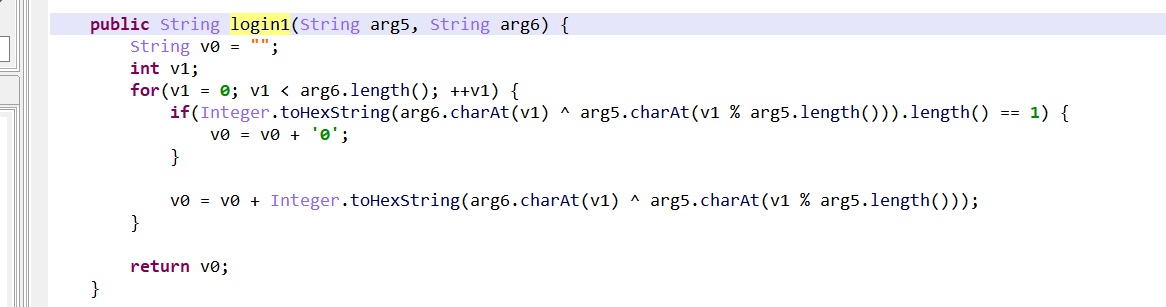 public String login1(String arg5, String arg6) {
String v0 = "";
int v1;
for(v1 = 0; v1 < arg6.length(); ++v1) {
if(Integer.toHexString(arg6.charAt(v1) ^ arg5.charAt(v1 % arg5.length())).length() == 1) {
v0 = v0 + '0';
}
v0 = v0 + Integer.toHexString(arg6.charAt(v1) ^ arg5.charAt(v1 % arg5.length()));
}
return v0;
}